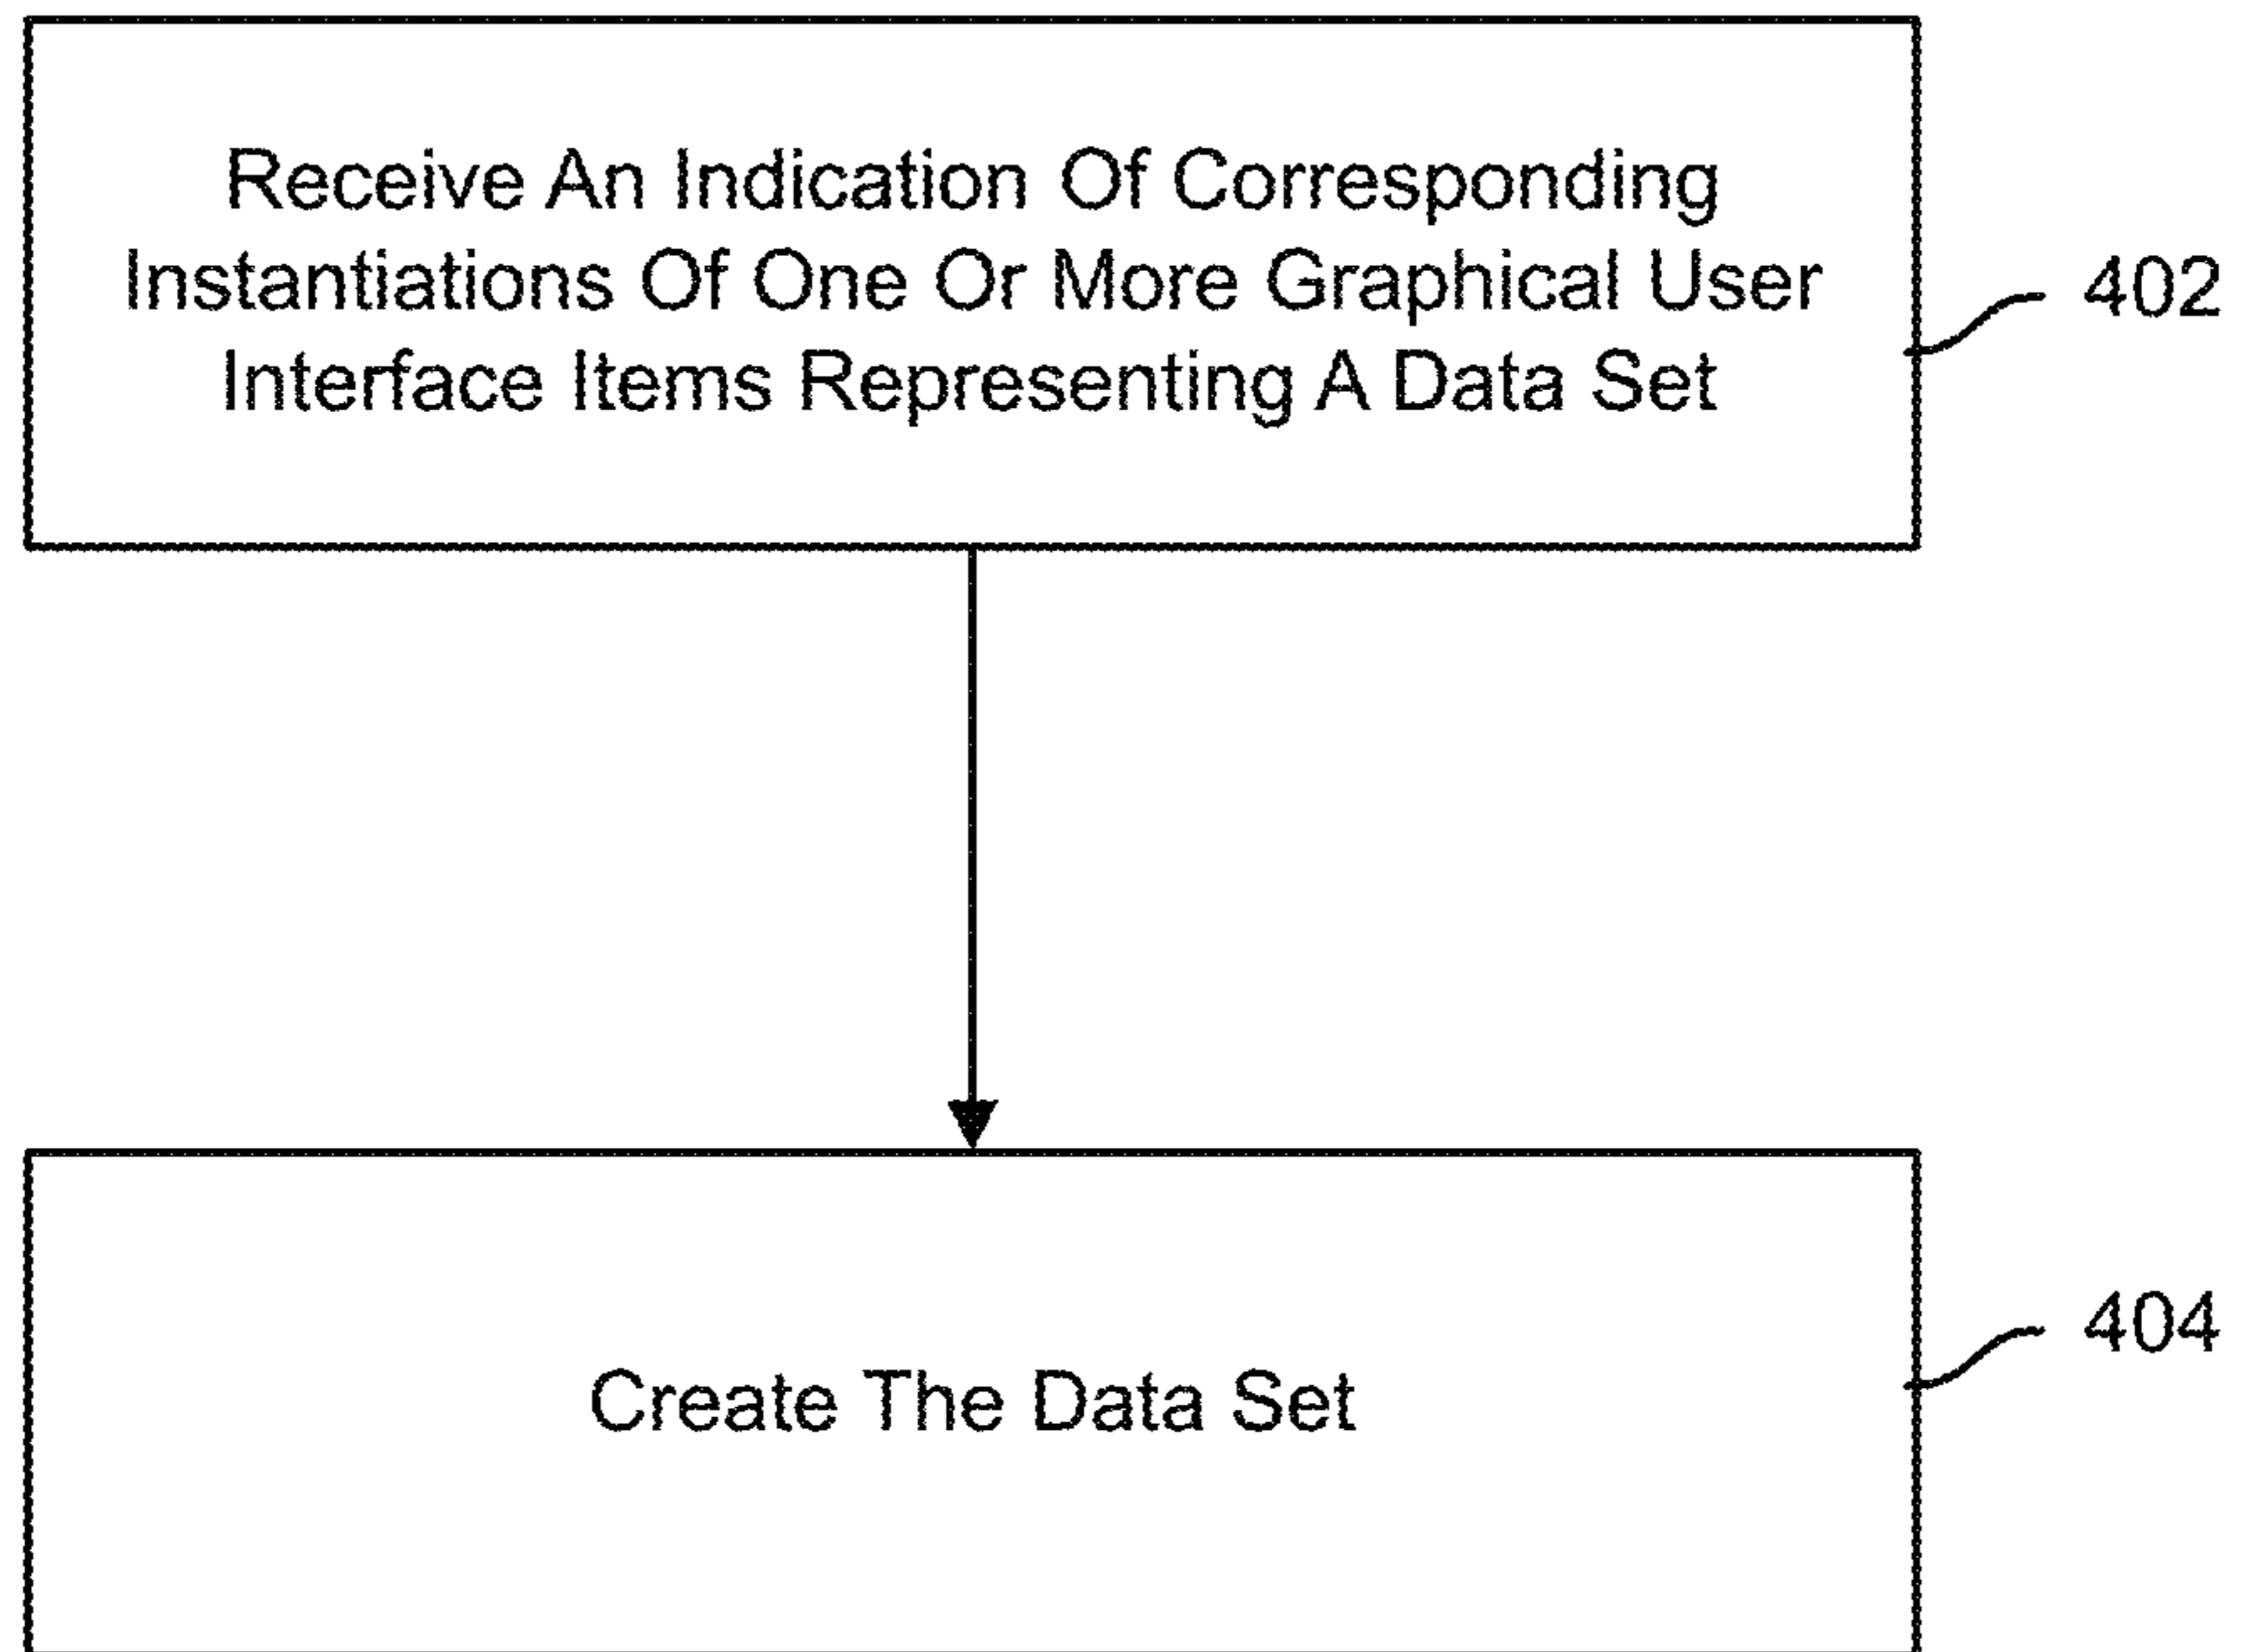 Receive An Indication Of Corresponding
Instantiations Of One Or More Graphical User
Interface Items Representing A Data Set
402
Create The Data Set
404